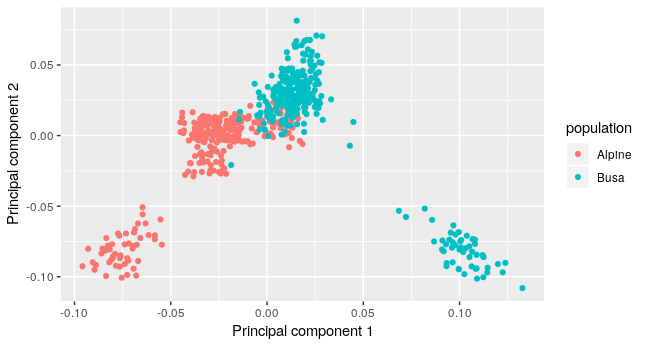 0.05
0.00
-0.05
-0.10
Principal component 2
-0.10
-0.05
0.00
0.05
0.10
Principal component 1
population
Alpine
Busa